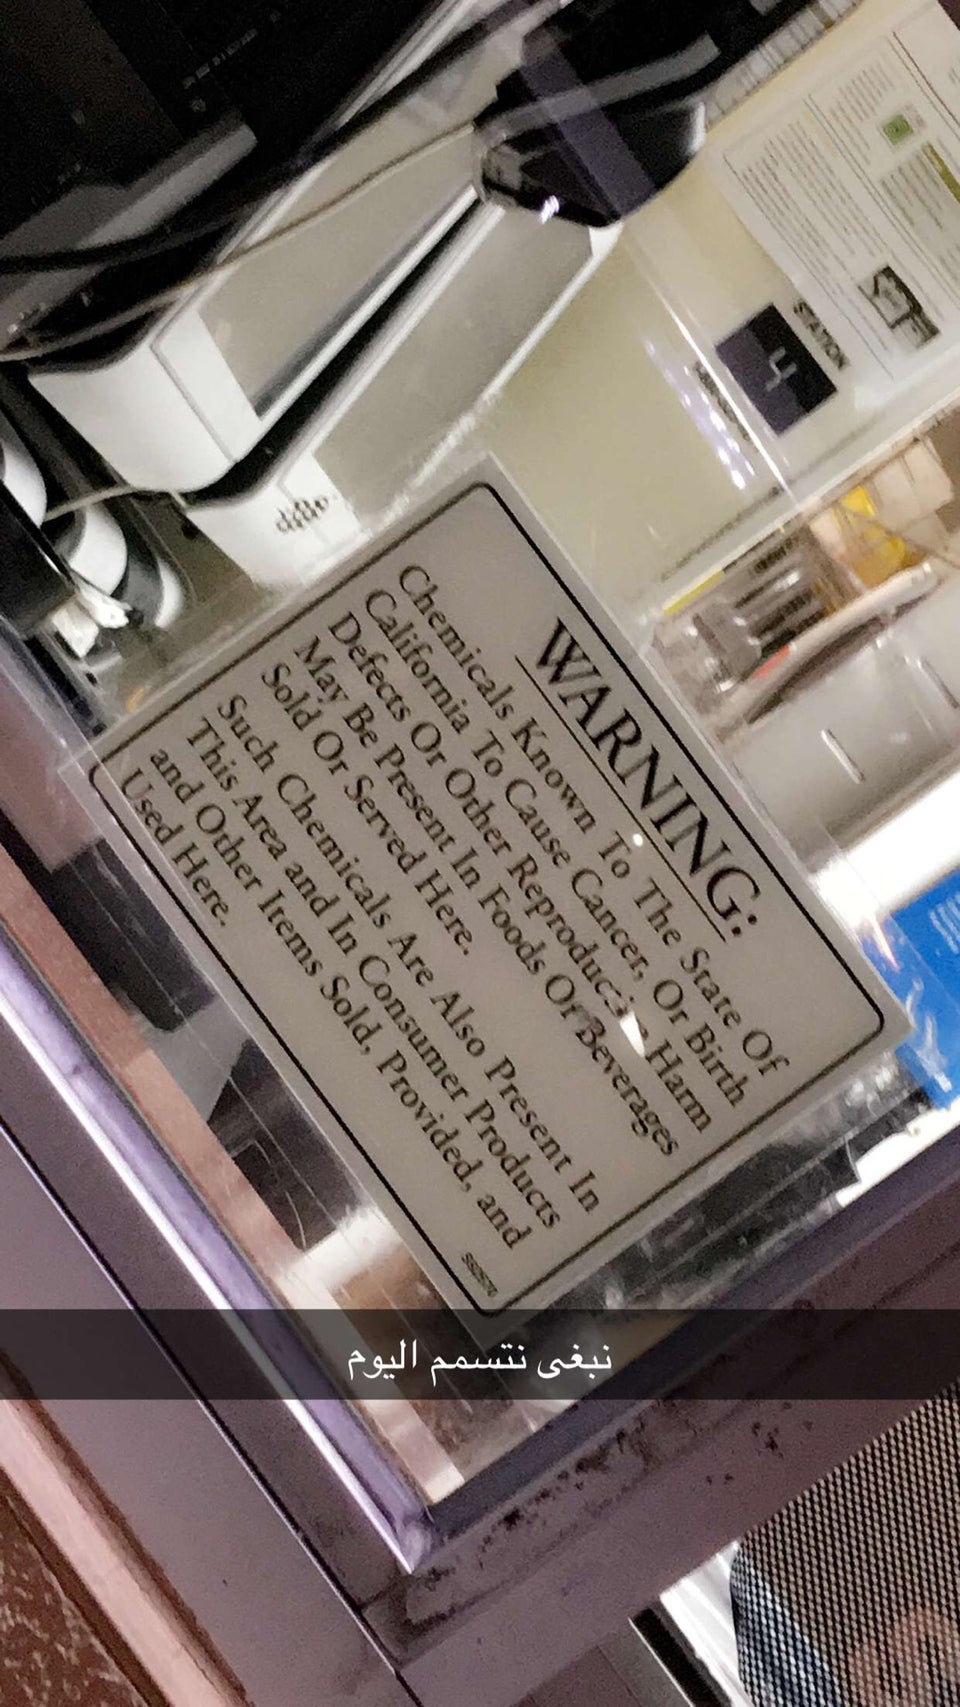 STATION
4
WARNING:
Chemicals Known To The State Of
California To Cause Cancer, Or Birth
Defects Or Other Reproductive Harm
May Be Present In Foods Or Beverages
Sold Or Served Here.
Such Chemicals Are Also Present In
This Area and In Consumer Products
and Other Items Sold, Provided, and
Used Here.
نبغى نتسمم اليوم